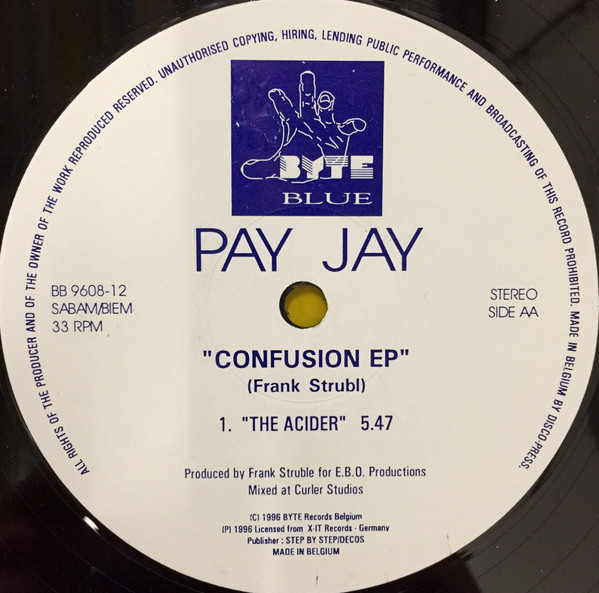 ALL RIGHTS OF THE PRODUCER AND OF THE OWNER OF THE WORK REPRODUCED RESERVED. UNAUTHORISED COPYING, HIRING, LENDING PUBLIC PERFORMANCE AND BROADCASTING OF THIS RECORD PROHIBITED. MADE IN BELGIUM BY DISCO-PRESS.
BYTE
BLUE
PAY JAY
BB 9608-12
SABAM/BIEM
33 RPM
STEREO
SIDE AA
"CONFUSION EP"
(Frank Strubl)
1. "THE ACIDER" 5.47
Produced by Frank Struble for E.B.O. Productions
Mixed at Curler Studios
(C) 1996 BYTE Records Belgium
(P) 1996 Licensed from X-IT Records - Germany
Publisher : STEP BY STEP/DECOS
MADE IN BELGIUM